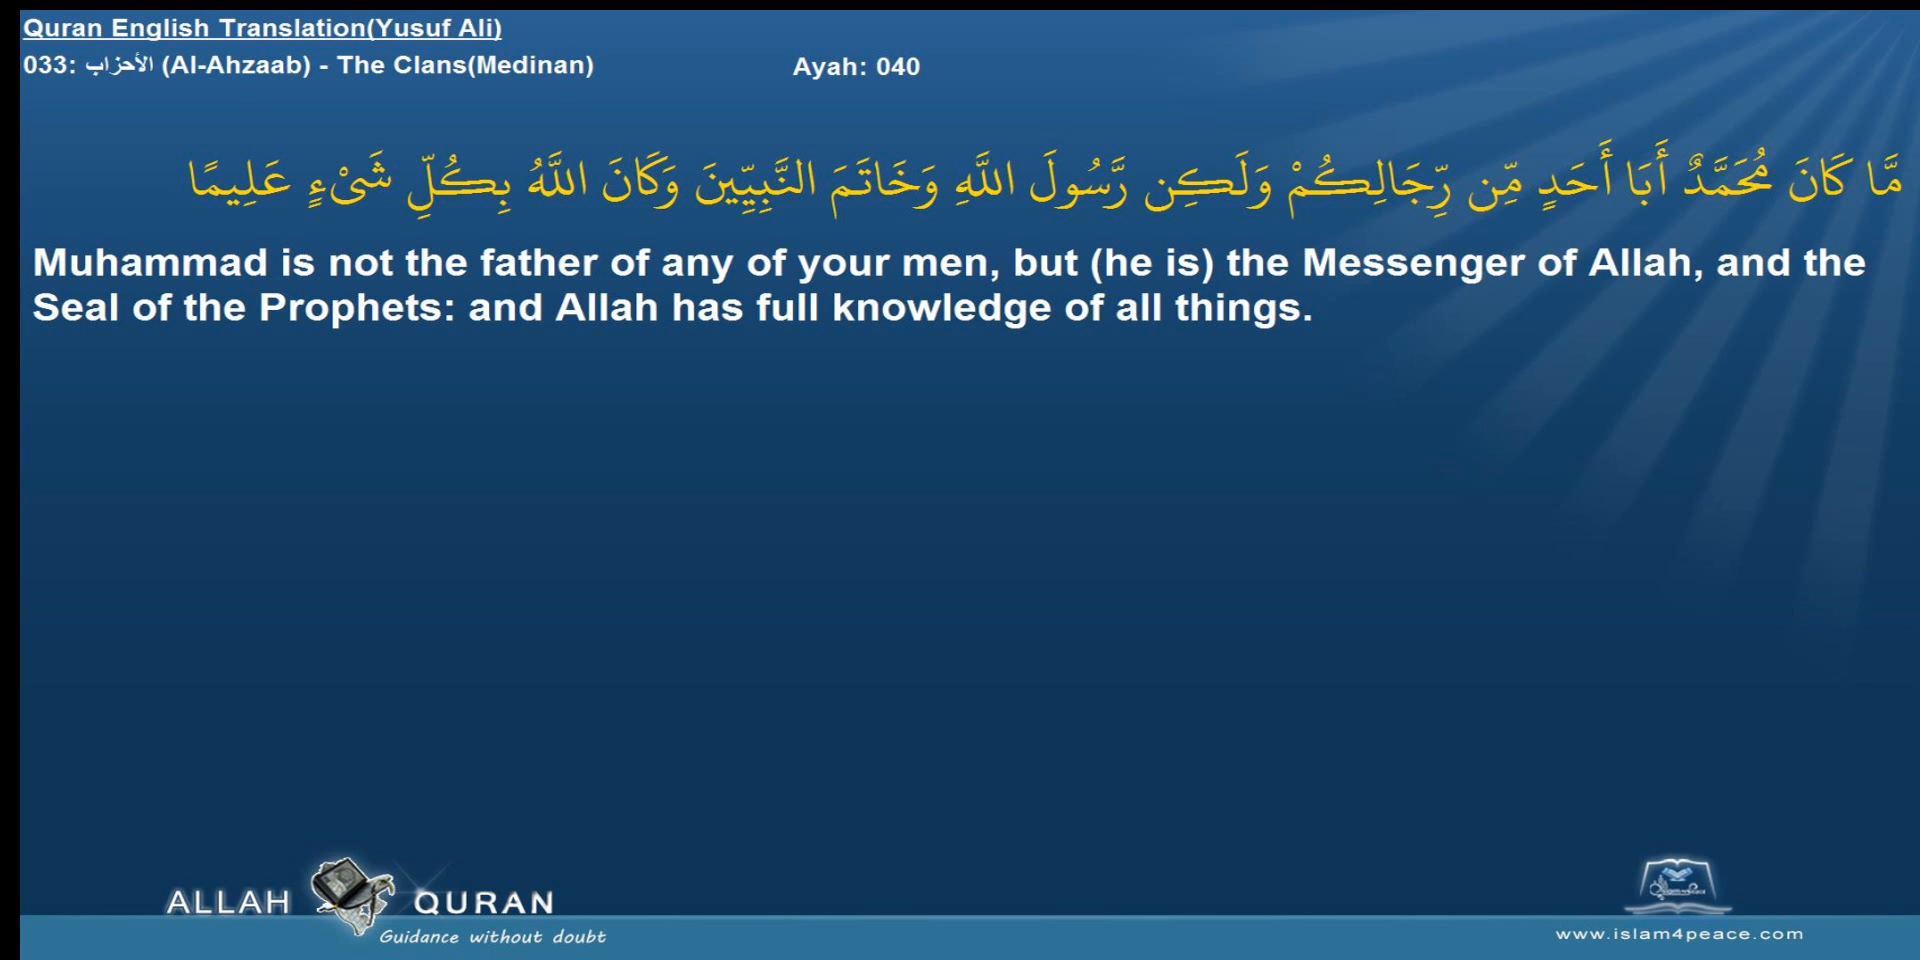 Quran English Translation(Yusuf Ali)
033: الأحزاب (Al-Ahzaab) - The Clans(Medinan) Ayah: 040
مَّا كَانَ مُحَمَّدٌ أَبَا أَحَدٍ مِّن رِّجَالِكُمْ وَلَكِن رَّسُولَ اللَّهِ وَخَاتَمَ النَّبِيِّينَ وَكَانَ اللَّهُ بِكُلِّ شَيْءٍ عَلِيمًا
Muhammad is not the father of any of your men, but (he is) the Messenger of Allah, and the
Seal of the Prophets: and Allah has full knowledge of all things.
ALLAH QURAN
Guidance without doubt
www.islam4peace.com